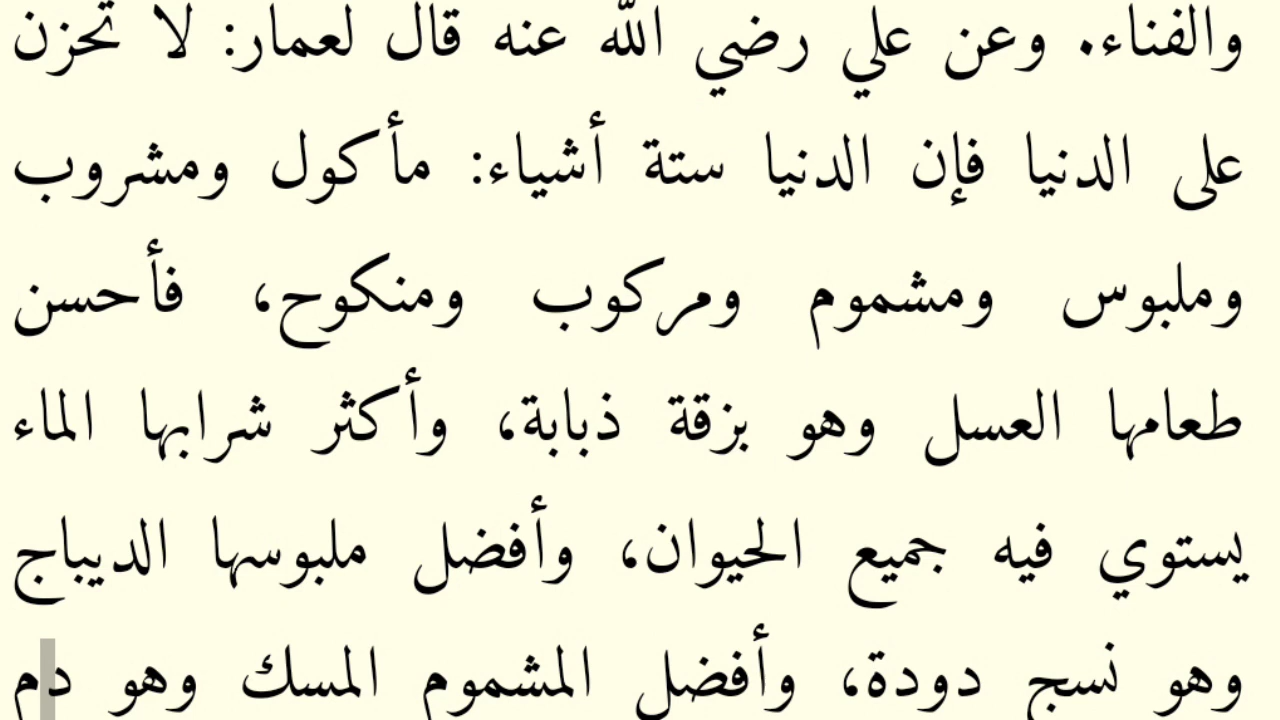 والفناء. وعن علي رضي الله عنه قال لعمار: لا تحزن
على الدنيا فإن الدنيا ستة أشياء: مأكول ومشروب
وملبوس ومشموم ومركوب ومنكوح، فأحسن
طعامها العسل وهو بزقة ذبابة، وأكثر شرابها الماء
يستوي فيه جميع الحيوان، وأفضل ملبوسها الديباج
وهو نسج دودة، وأفضل المشموم المسك وهو دم